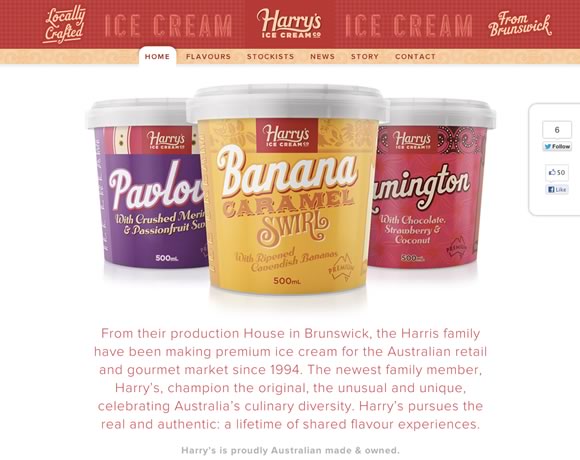 Locally
Crafted
ICE CREAM
Harry's
ICE CREAM CO
ICE CREAM
From
Brunswick
HOME FLAVOURS STOCKISTS NEWS STORY CONTACT
Harry's
ICE CREAM CO
Pavlov
With Crushed Merin
& Passionfruit Swi
500mL
Harry's
ICE CREAM CO
Banana
CARAMEL
SWIRL
With Ripened
Cavendish Bananas
PREMIUM
500mL
Harry's
ICE CREAM CO
amington
With Chocolate,
Strawberry &
Coconut
500mL
PREMIUM
6
Follow
50
Like
From their production House in Brunswick, the Harris family
have been making premium ice cream for the Australian retail
and gourmet market since 1994. The newest family member,
Harry's, champion the original, the unusual and unique,
celebrating Australia's culinary diversity. Harry's pursues the
real and authentic: a lifetime of shared flavour experiences.
Harry's is proudly Australian made & owned.